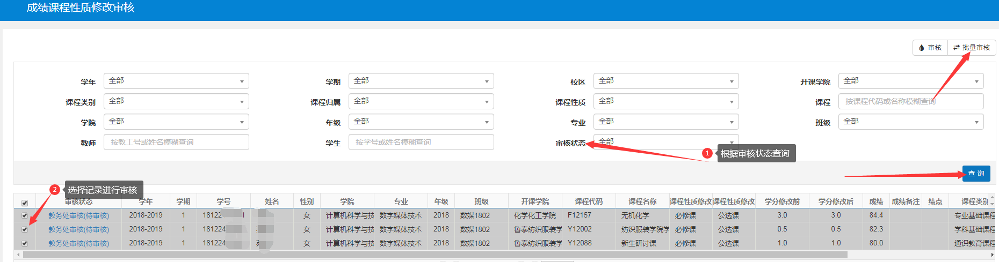 成绩课程性质修改审核
审核 批量审核
学年 全部 学期 全部 校区 全部 开课学院 全部
课程类别 全部 课程归属 全部 课程性质 全部 课程 按课程代码或名称模糊查询
学院 全部 年级 全部 专业 全部 班级 全部
教师 按教工号或姓名模糊查询 学生 按学号或姓名模糊查询 审核状态 全部
1 根据审核状态查询
查 询
2 选择记录进行审核
审核状态 学年 学期 学号 姓名 性别 学院 专业 年级 班级 开课学院 课程代码 课程名称 课程性质修改 课程性质修改 学分修改前 学分修改后 成绩 成绩备注 绩点 课程类别
教务处审核(待审核) 2018-2019 1 18122 女 计算机科学与技 数字媒体技术 2018 数媒1802 化学化工学院 F12157 无机化学 必修课 公选课 3.0 3.0 84.4 专业基础课程
教务处审核(待审核) 2018-2019 1 181224 女 计算机科学与技 数字媒体技术 2018 数媒1802 鲁泰纺织服装学 Y12002 纺织服装学院学 必修课 公选课 0.5 0.5 82.3 学科基础课程
教务处审核(待审核) 2018-2019 1 181224 女 计算机科学与技 数字媒体技术 2018 数媒1802 鲁泰纺织服装学 Y12088 新生研讨课 必修课 公选课 1.0 1.0 80.0 通识教育课程